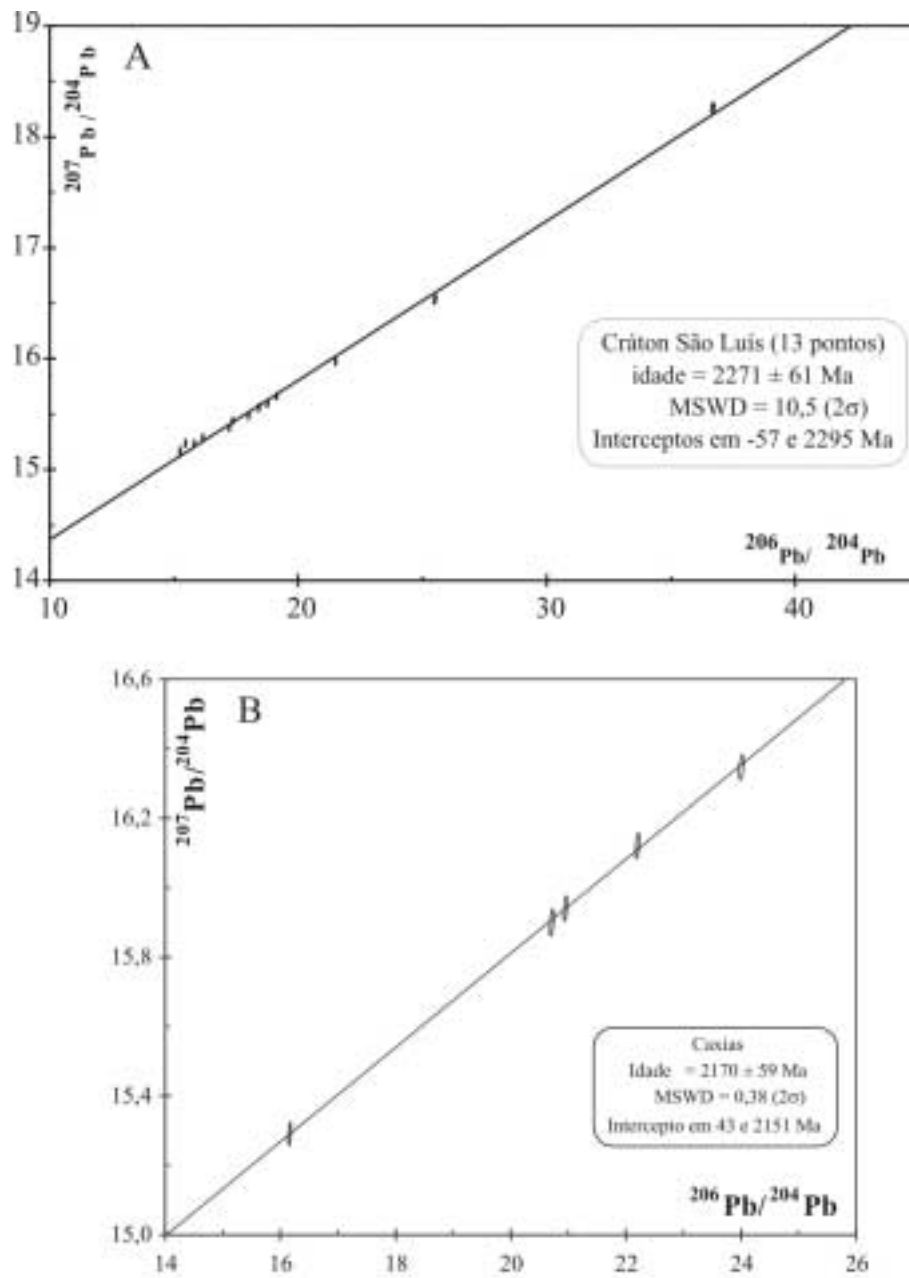 A
²⁰⁷Pb/²⁰⁴Pb
19
18
17
16
15
14
Cráton São Luís (13 pontos)
idade = 2271 ± 61 Ma
MSWD = 10,5 (2σ)
Interceptos em -57 e 2295 Ma
²⁰⁶Pb/ ²⁰⁴Pb
10 20 30 40
B
²⁰⁷Pb/²⁰⁴Pb
16,6
16,2
15,8
15,4
15,0
Caxias
Idade = 2170 ± 59 Ma
MSWD = 0,38 (2σ)
Intercepto em 43 e 2151 Ma
²⁰⁶Pb/²⁰⁴Pb
14 16 18 20 22 24 26